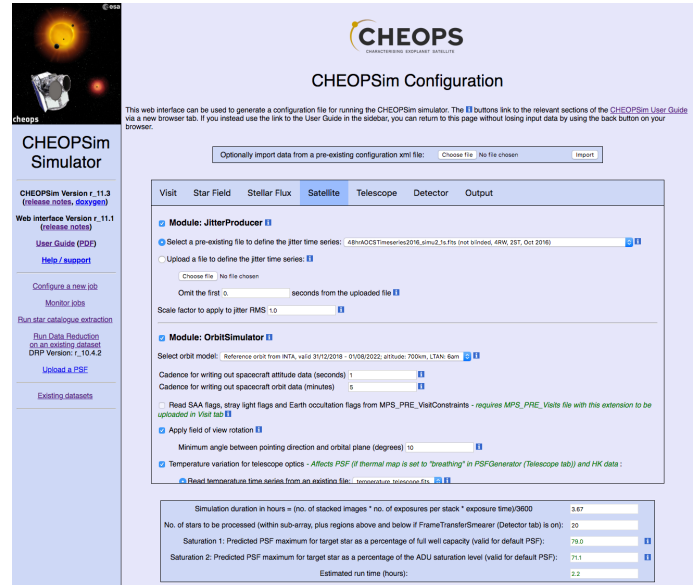 esa
cheops
CHEOPSim
Simulator
CHEOPSim Version r_11.3
(release notes, doxygen)
Web interface Version r_11.1
(release notes)
User Guide (PDF)
Help / support
Configure a new job
Monitor jobs
Run star catalogue extraction
Run Data Reduction
on an existing dataset
DRP Version: r_10.4.2
Upload a PSF
Existing datasets
CHEOPS
CHARACTERISING EXOPLANET SATELLITE
CHEOPSim Configuration
This web interface can be used to generate a configuration file for running the CHEOPSim simulator. The i buttons link to the relevant sections of the CHEOPSim User Guide
via a new browser tab. If you instead use the link to the User Guide in the sidebar, you can return to this page without losing input data by using the back button on your
browser.
Optionally import data from a pre-existing configuration xml file: Choose file No file chosen Import
Visit Star Field Stellar Flux Satellite Telescope Detector Output
Module: JitterProducer i
Select a pre-existing file to define the jitter time series: 48hrAOCSTimeseries2016_simu2_1s.fits (not blinded, 4RW, 2ST, Oct 2016) i
Upload a file to define the jitter time series: i
Choose file No file chosen
Omit the first 0. seconds from the uploaded file i
Scale factor to apply to jitter RMS 1.0 i
Module: OrbitSimulator i
Select orbit model: Reference orbit from INTA, valid 31/12/2018 - 01/08/2022; altitude: 700km, LTAN: 6am i
Cadence for writing out spacecraft attitude data (seconds) 1 i
Cadence for writing out spacecraft orbit data (minutes) 5 i
Read SAA flags, stray light flags and Earth occultation flags from MPS_PRE_VisitConstraints - requires MPS_PRE_Visits file with this extension to be
uploaded in Visit tab i
Apply field of view rotation i
Minimum angle between pointing direction and orbital plane (degrees) 10 i
Temperature variation for telescope optics - Affects PSF (if thermal map is set to "breathing" in PSFGenerator (Telescope tab)) and HK data :
Read temperature time series from an existing file: temperature_telescope.fits i
Simulation duration in hours = (no. of stacked images * no. of exposures per stack * exposure time)/3600 3.67
No. of stars to be processed (within sub-array, plus regions above and below if FrameTransferSmearer (Detector tab) is on): 20
Saturation 1: Predicted PSF maximum for target star as a percentage of full well capacity (valid for default PSF): 79.0 i
Saturation 2: Predicted PSF maximum for target star as a percentage of the ADU saturation level (valid for default PSF): 71.1 i
Estimated run time (hours): 2.2